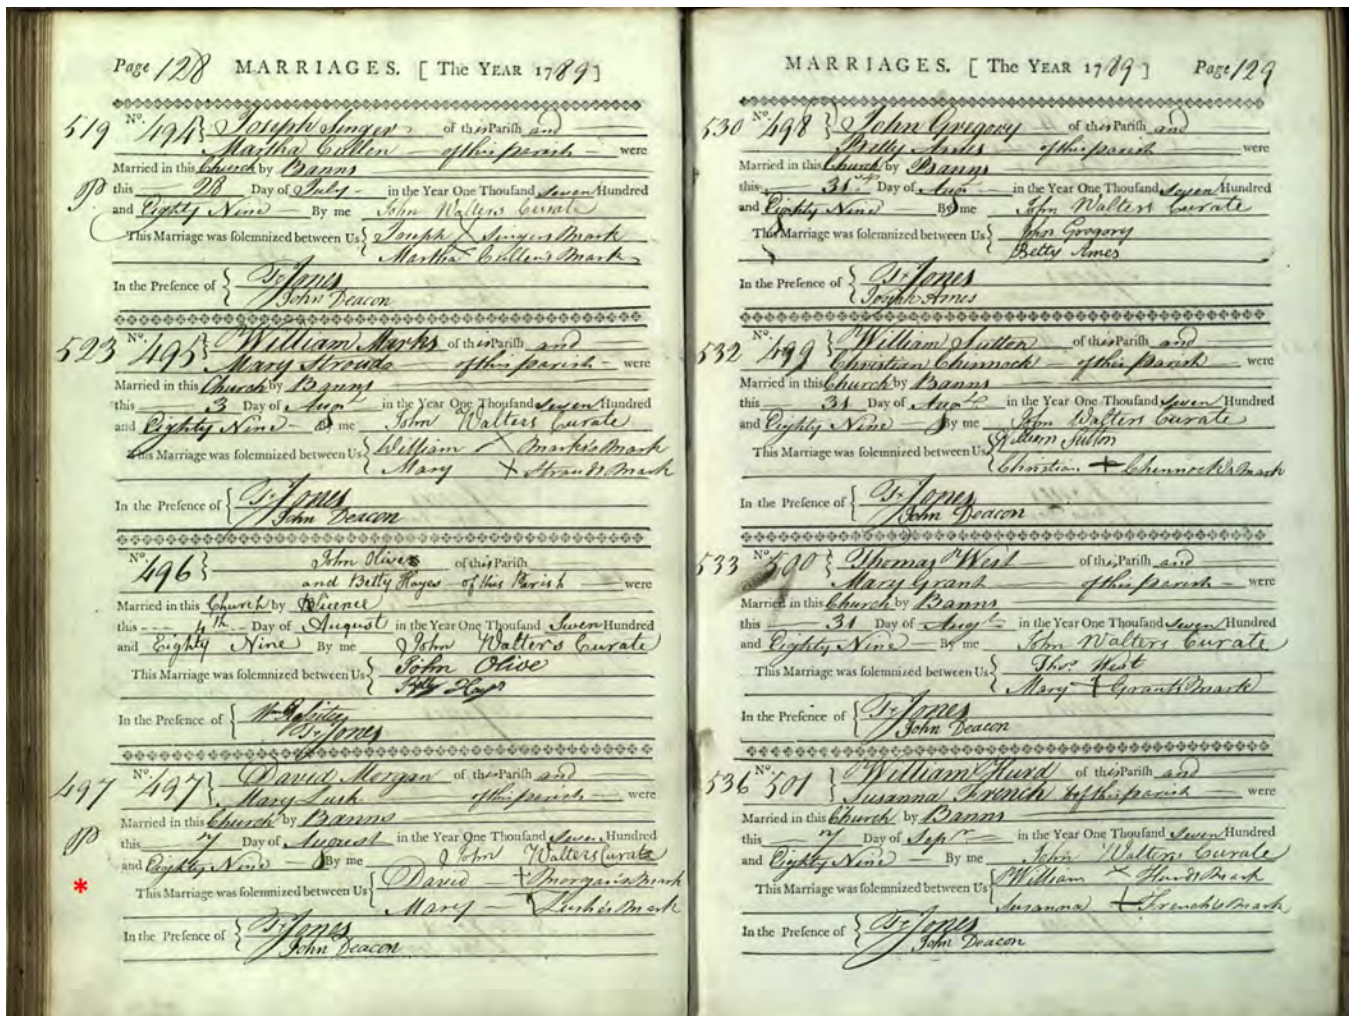 Page 128 MARRIAGES. [ The YEAR 1789 ]
519 No. 494 { Joseph Singer of this Parish and
Martha Cullen of this parish were
Married in this Church by Banns
this 28 Day of July in the Year One Thousand Seven Hundred
and Eighty Nine By me John Walters Curate
This Marriage was solemnized between Us { Joseph X Singers Mark
Martha X Cullen's Mark
In the Presence of { Jones
John Deacon
523 No. 495 { William Marks of this Parish and
Mary Stroud of this parish were
Married in this Church by Banns
this 3 Day of Augst in the Year One Thousand Seven Hundred
and Eighty Nine By me John Walters Curate
This Marriage was solemnized between Us { William X Marks's Mark
Mary X Stroud's Mark
In the Presence of { Jones
John Deacon
No. 496 { John Olive of this Parish
and Betty Hayes of this Parish were
Married in this Church by Licence
this 4th Day of August in the Year One Thousand Seven Hundred
and Eighty Nine By me John Walters Curate
This Marriage was solemnized between Us { John Olive
Betty Hays
In the Presence of {
Jones
497 No. 497 { David Morgan of this Parish and
Mary Lush of this parish were
Married in this Church by Banns
this 7 Day of August in the Year One Thousand Seven Hundred
and Eighty Nine By me John Walters Curate
* This Marriage was solemnized between Us { David + Morgan's Mark
Mary Lush's Mark
In the Presence of { Jones
John Deacon
MARRIAGES. [ The YEAR 1789 ] Page 129
530 498 { John Gregory of this Parish and
Betty Ames of this parish were
Married in this Church by Banns
this 31st Day of Augst in the Year One Thousand Seven Hundred
and Eighty Nine By me John Walters Curate
This Marriage was solemnized between Us { John Gregory
Betty Ames
In the Presence of { Jones
Josiah Ames
532 No. 499 { William Sutton of this Parish and
Christian Chinnock of this parish were
Married in this Church by Banns
this 31 Day of Augst in the Year One Thousand Seven Hundred
and Eighty Nine By me John Walters Curate
This Marriage was solemnized between Us { William Sutton
Christian + Chinnock's Mark
In the Presence of { Jones
John Deacon
533 No. 500 { Thomas West of this Parish and
Mary Grant of this parish were
Married in this Church by Banns
this 31 Day of Augst in the Year One Thousand Seven Hundred
and Eighty Nine By me John Walters Curate
This Marriage was solemnized between Us { Thos West
Mary + Grants Mark
In the Presence of { Jones
John Deacon
536 No. 501 { William Hurd of this Parish and
Susanna French of this parish were
Married in this Church by Banns
this 7 Day of Sepr in the Year One Thousand Seven Hundred
and Eighty Nine By me John Walters Curate
This Marriage was solemnized between Us { William X Hurds Mark
Susanna + French's Mark
In the Presence of { Jones
John Deacon